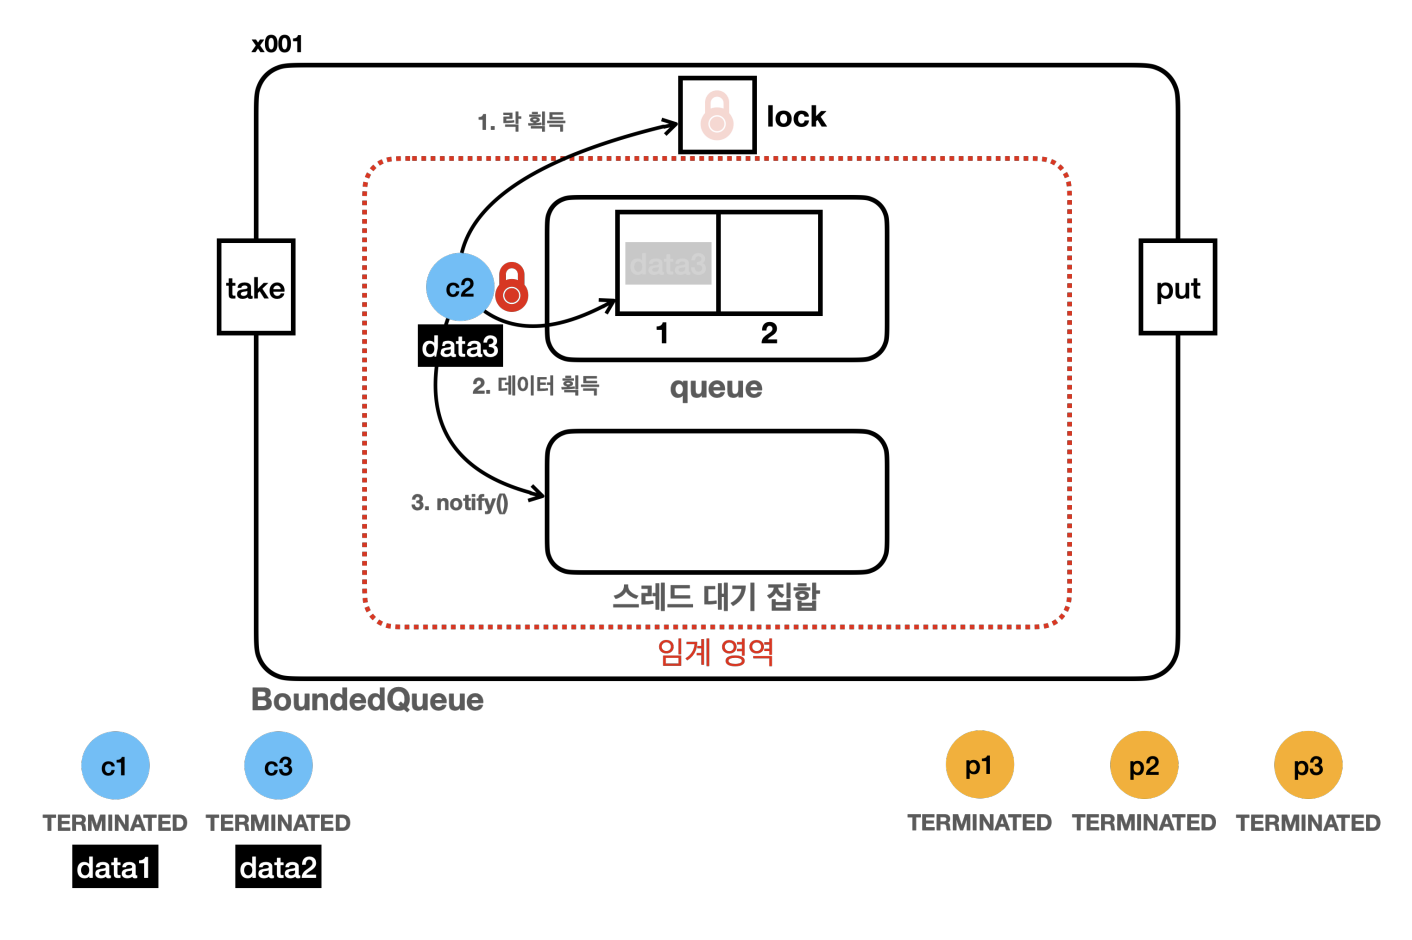 x001
1. 락 획득
lock
take
c2
data3
data3
put
1
2
2. 데이터 획득
queue
3. notify()
스레드 대기 집합
임계 영역
BoundedQueue
c1
c3
p1
p2
p3
TERMINATED
TERMINATED
TERMINATED
TERMINATED
TERMINATED
data1
data2